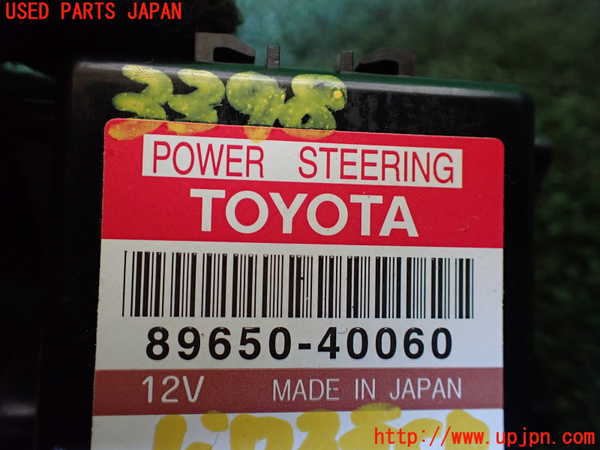 USED PARTS JAPAN
3398
POWER STEERING
TOYOTA
89650-40060
12V MADE IN JAPAN
http://www.upjpn.com